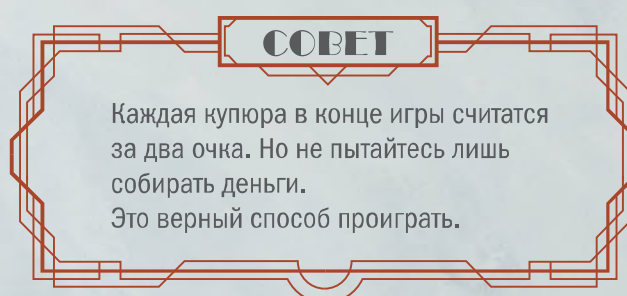 СОВЕТ
Каждая купюра в конце игры считатся
за два очка. Но не пытайтесь лишь
собирать деньги.
Это верный способ проиграть.